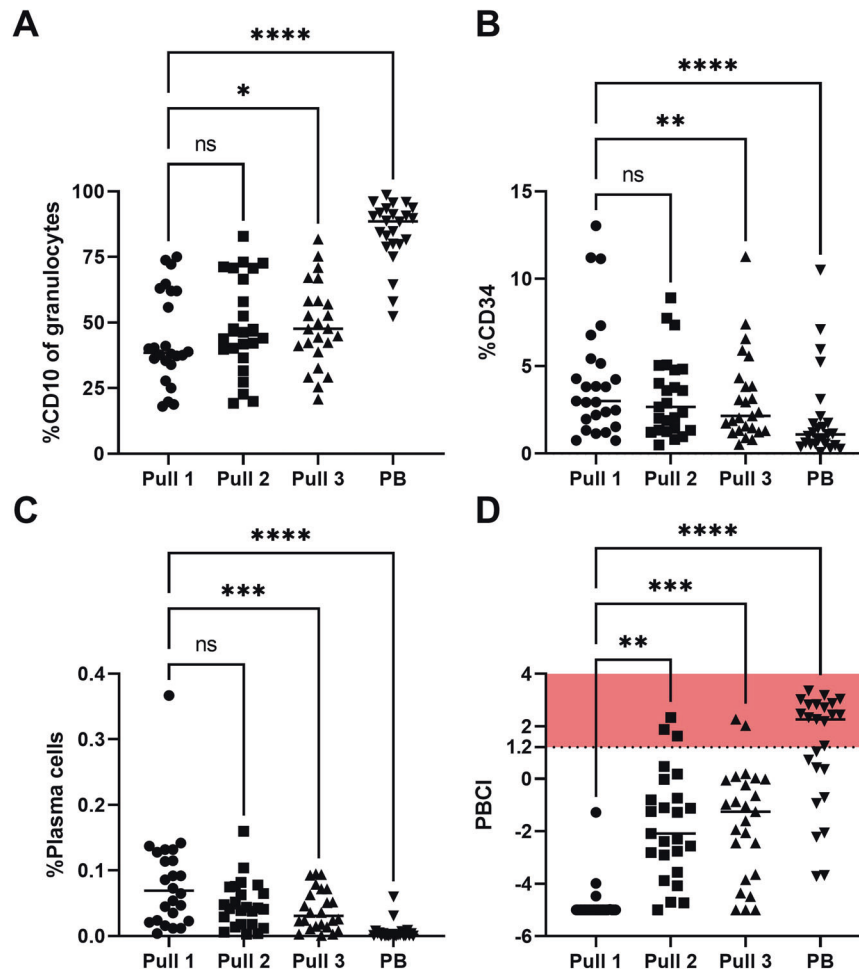 A
****
*
ns
%CD10 of granulocytes
100
75
50
25
0
Pull 1 Pull 2 Pull 3 PB
B
****
**
ns
%CD34
15
10
5
0
Pull 1 Pull 2 Pull 3 PB
C
****
***
ns
%Plasma cells
0.4
0.3
0.2
0.1
0.0
Pull 1 Pull 2 Pull 3 PB
D
****
***
**
PBCI
4
2
1.2
0
-2
-4
-6
Pull 1 Pull 2 Pull 3 PB